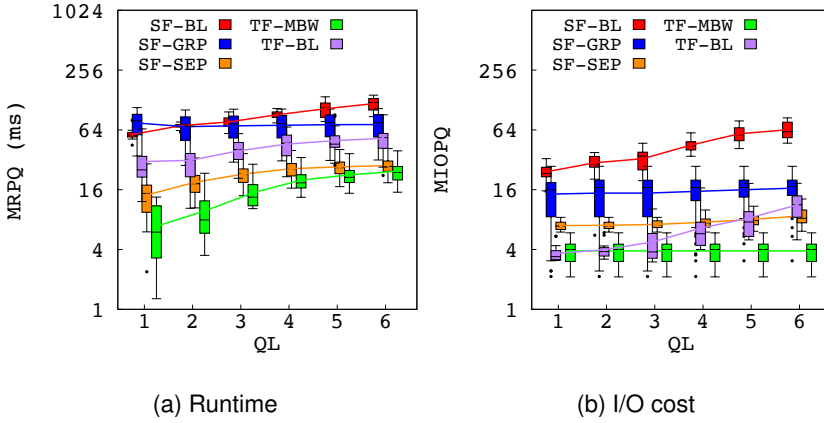 1024
256
64
16
4
1
MRPQ (ms)
SF-BL
SF-GRP
SF-SEP
TF-MBW
TF-BL
1 2 3 4 5 6
QL
(a) Runtime
1024
256
64
16
4
1
MIOPQ
SF-BL
SF-GRP
SF-SEP
TF-MBW
TF-BL
1 2 3 4 5 6
QL
(b) I/O cost